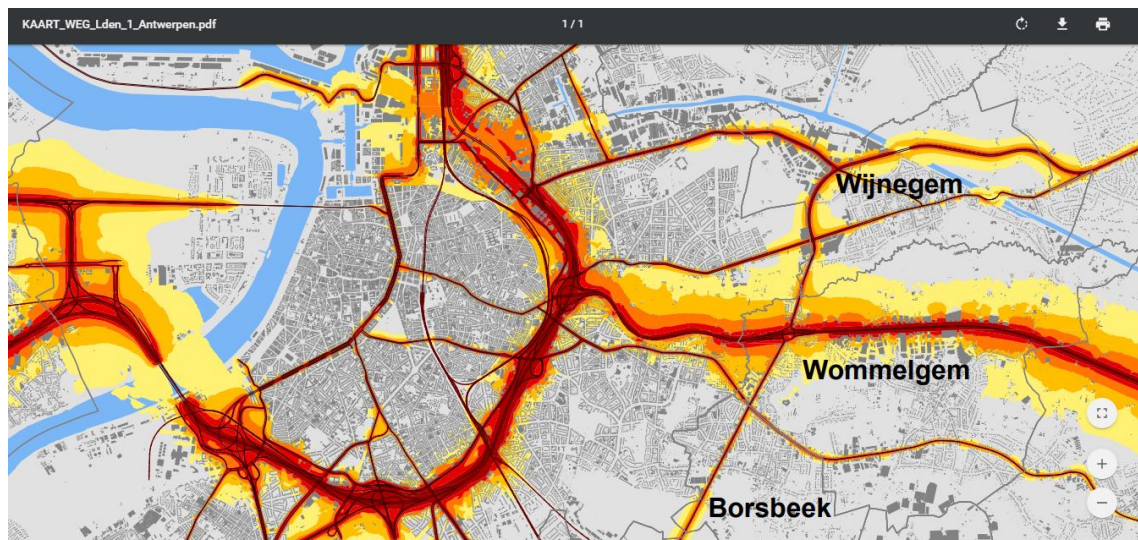 KAART_WEG_Lden_1_Antwerpen.pdf
1 / 1
Wijnegem
Wommelgem
Borsbeek